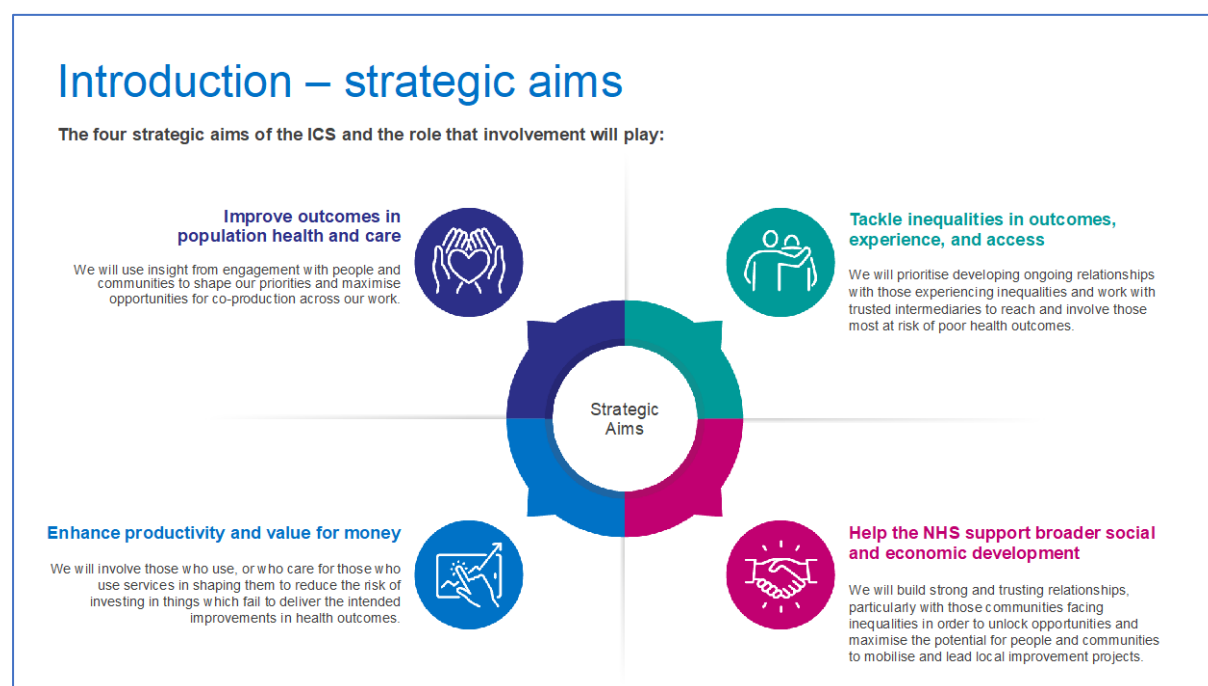 Introduction – strategic aims
The four strategic aims of the ICS and the role that involvement will play:
Improve outcomes in
population health and care
We will use insight from engagement with people and
communities to shape our priorities and maximise
opportunities for co-production across our work.
Tackle inequalities in outcomes,
experience, and access
We will prioritise developing ongoing relationships
with those experiencing inequalities and work with
trusted intermediaries to reach and involve those
most at risk of poor health outcomes.
Strategic
Aims
Enhance productivity and value for money
We will involve those who use, or who care for those who
use services in shaping them to reduce the risk of
investing in things which fail to deliver the intended
improvements in health outcomes.
Help the NHS support broader social
and economic development
We will build strong and trusting relationships,
particularly with those communities facing
inequalities in order to unlock opportunities and
maximise the potential for people and communities
to mobilise and lead local improvement projects.